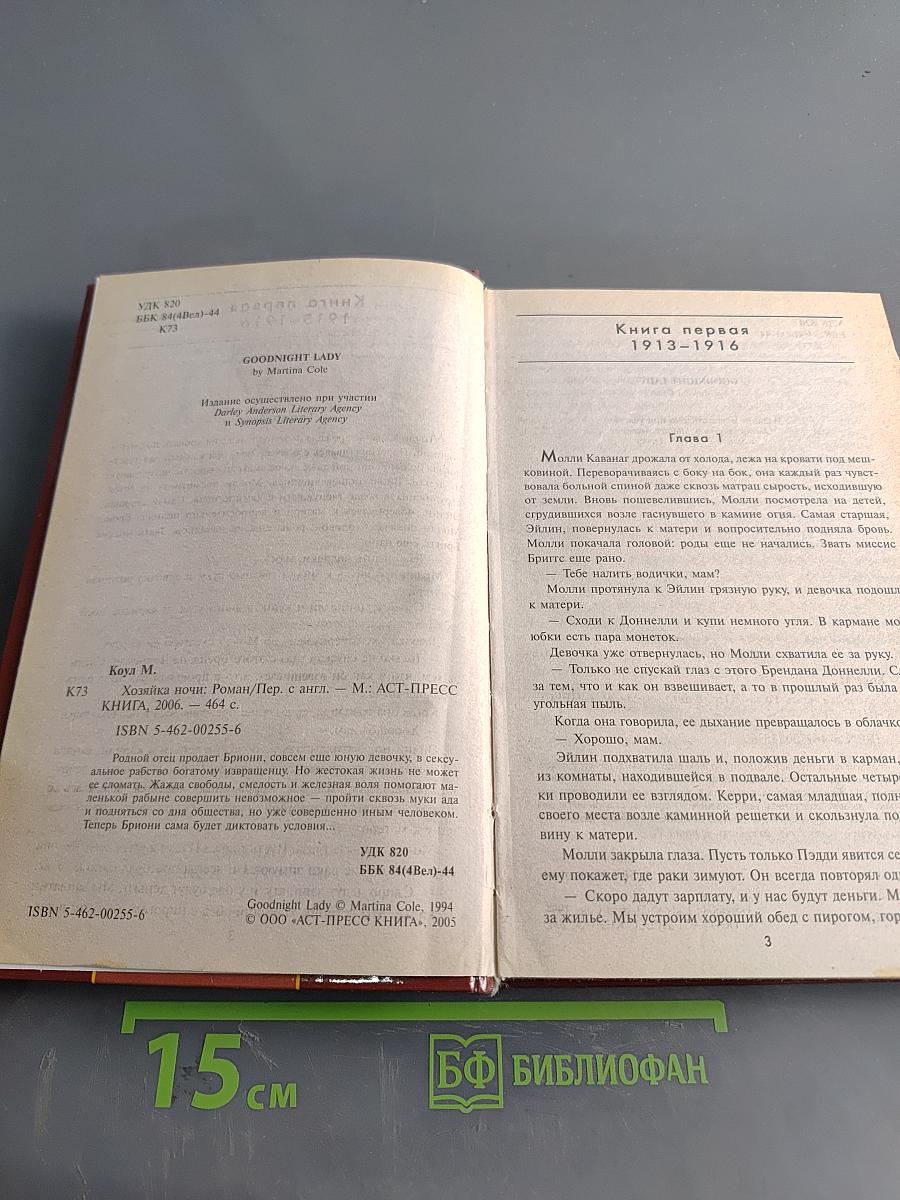 УДК 820
ББК 84(4Вел)-44
К73
GOODNIGHT LADY
by Martina Cole
Издание осуществлено при участии
Darley Anderson Literary Agency
и Synopsis Literary Agency
Коул М.
К73 Хозяйка ночи: Роман/Пер. с англ. — М.: АСТ-ПРЕСС
КНИГА, 2006. — 464 с.
ISBN 5-462-00255-6
Родной отец продает Бриони, совсем еще юную девочку, в сексу-
альное рабство богатому извращенцу. Но жестокая жизнь не может
ее сломать. Жажда свободы, смелость и железная воля помогают ма-
ленькой рабыне совершить невозможное — пройти сквозь муки ада
и подняться со дна общества, но уже совершенно иным человеком.
Теперь Бриони сама будет диктовать условия...
УДК 820
ББК 84(4Вел)-44
ISBN 5-462-00255-6
Goodnight Lady © Martina Cole, 1994
© ООО «АСТ-ПРЕСС КНИГА», 2005
Книга первая
1913–1916
Глава 1
Молли Каванаг дрожала от холода, лежа на кровати под меш-
ковиной. Переворачиваясь с боку на бок, она каждый раз чувст-
вовала больной спиной даже сквозь матрац сырость, исходившую
от земли. Вновь пошевелившись, Молли посмотрела на детей,
сгрудившихся возле гаснувшего в камине огня. Самая старшая,
Эйлин, повернулась к матери и вопросительно подняла бровь.
Молли покачала головой: роды еще не начались. Звать миссис
Бриггс еще рано.
— Тебе налить водички, мам?
Молли протянула к Эйлин грязную руку, и девочка подошл
к матери.
— Сходи к Доннелли и купи немного угля. В кармане мо
юбки есть пара монеток.
Девочка уже отвернулась, но Молли схватила ее за руку.
— Только не спускай глаз с этого Брендана Доннелли. Сл
за тем, что и как он взвешивает, а то в прошлый раз была
угольная пыль.
Когда она говорила, ее дыхание превращалось в облачко
— Хорошо, мам.
Эйлин подхватила шаль и, положив деньги в карман,
из комнаты, находившейся в подвале. Остальные четыре
ки проводили ее взглядом. Керри, самая младшая, подн
своего места возле каминной решетки и скользнула по
вину к матери.
Молли закрыла глаза. Пусть только Пэдди явится се
ему покажет, где раки зимуют. Он всегда повторял од
— Скоро дадут зарплату, и у нас будут деньги. М
за жилье. Мы устроим хороший обед с пирогом, гор
3
15 см
БФ БИБЛИОФАН